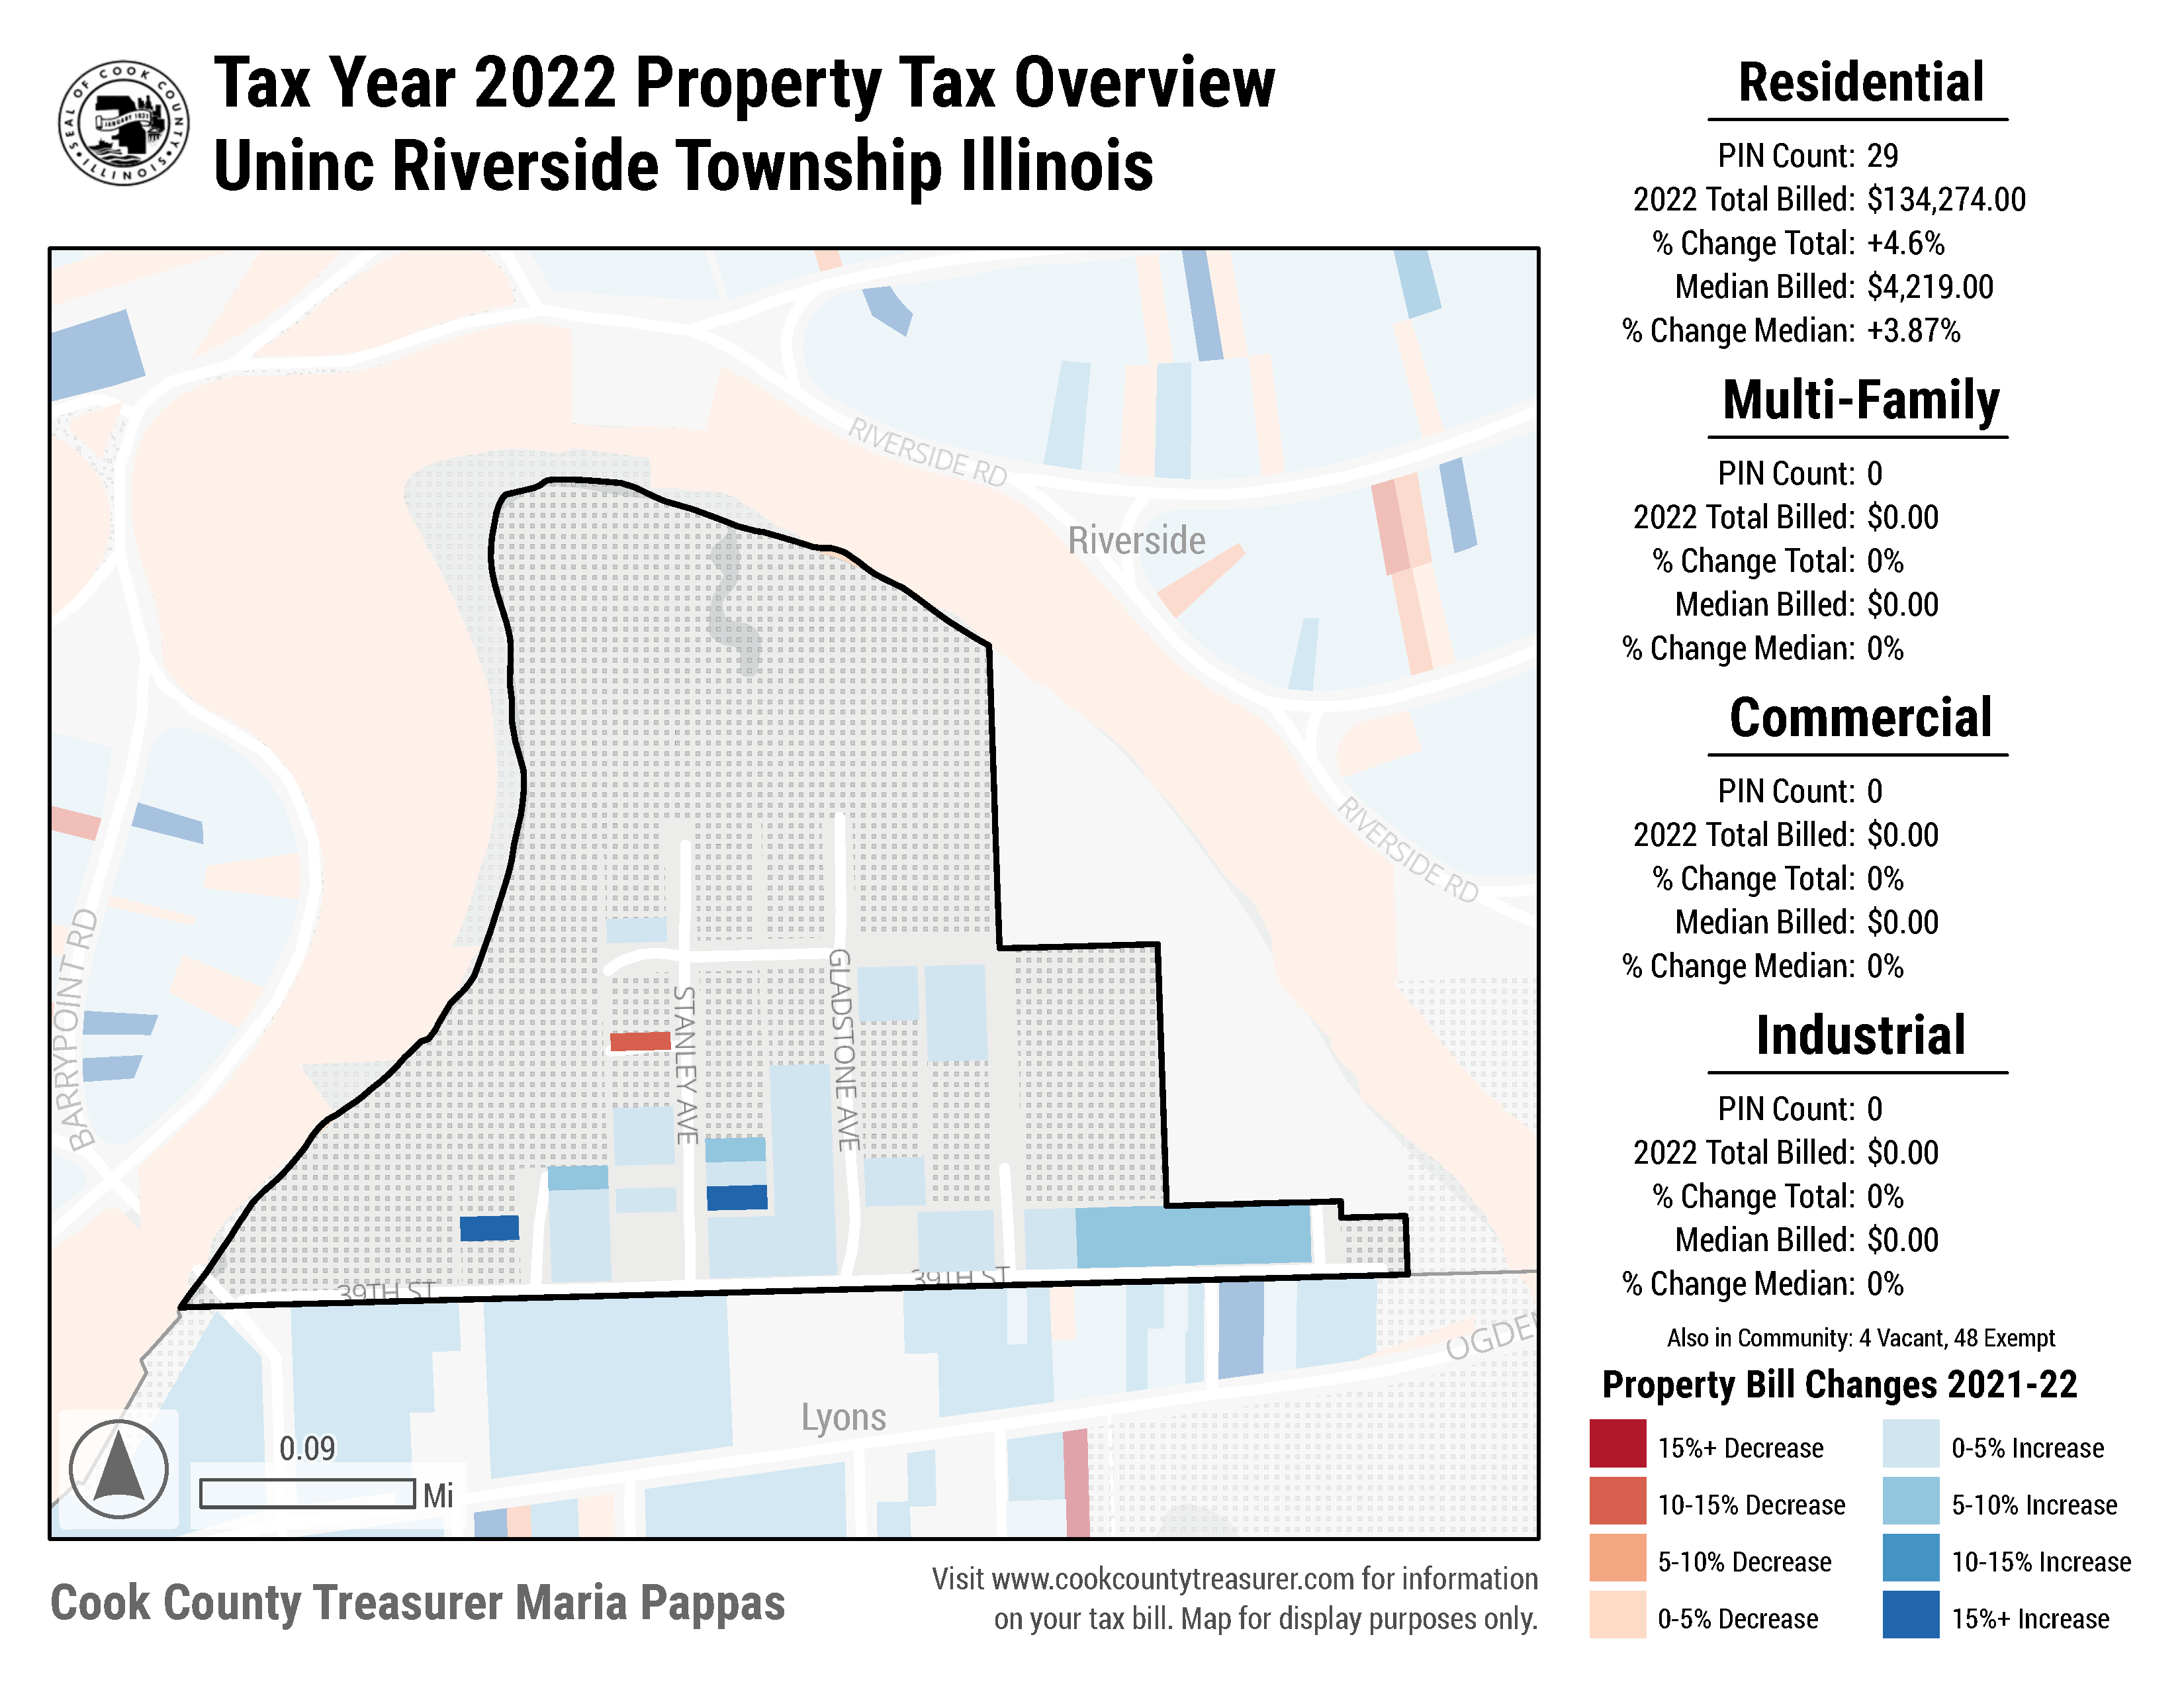 SEAL OF COOK COUNTY • ILLINOIS •
JANUARY 1831
Tax Year 2022 Property Tax Overview
Uninc Riverside Township Illinois
RIVERSIDE RD
Riverside
RIVERSIDE RD
BARRYPOINT RD
STANLEY AVE
GLADSTONE AVE
39TH ST
39TH ST
OGDEN
Lyons
0.09
Mi
Cook County Treasurer Maria Pappas
Visit www.cookcountytreasurer.com for information
on your tax bill. Map for display purposes only.
Residential
PIN Count: 29
2022 Total Billed: $134,274.00
% Change Total: +4.6%
Median Billed: $4,219.00
% Change Median: +3.87%
Multi-Family
PIN Count: 0
2022 Total Billed: $0.00
% Change Total: 0%
Median Billed: $0.00
% Change Median: 0%
Commercial
PIN Count: 0
2022 Total Billed: $0.00
% Change Total: 0%
Median Billed: $0.00
% Change Median: 0%
Industrial
PIN Count: 0
2022 Total Billed: $0.00
% Change Total: 0%
Median Billed: $0.00
% Change Median: 0%
Also in Community: 4 Vacant, 48 Exempt
Property Bill Changes 2021-22
15%+ Decrease
10-15% Decrease
5-10% Decrease
0-5% Decrease
0-5% Increase
5-10% Increase
10-15% Increase
15%+ Increase